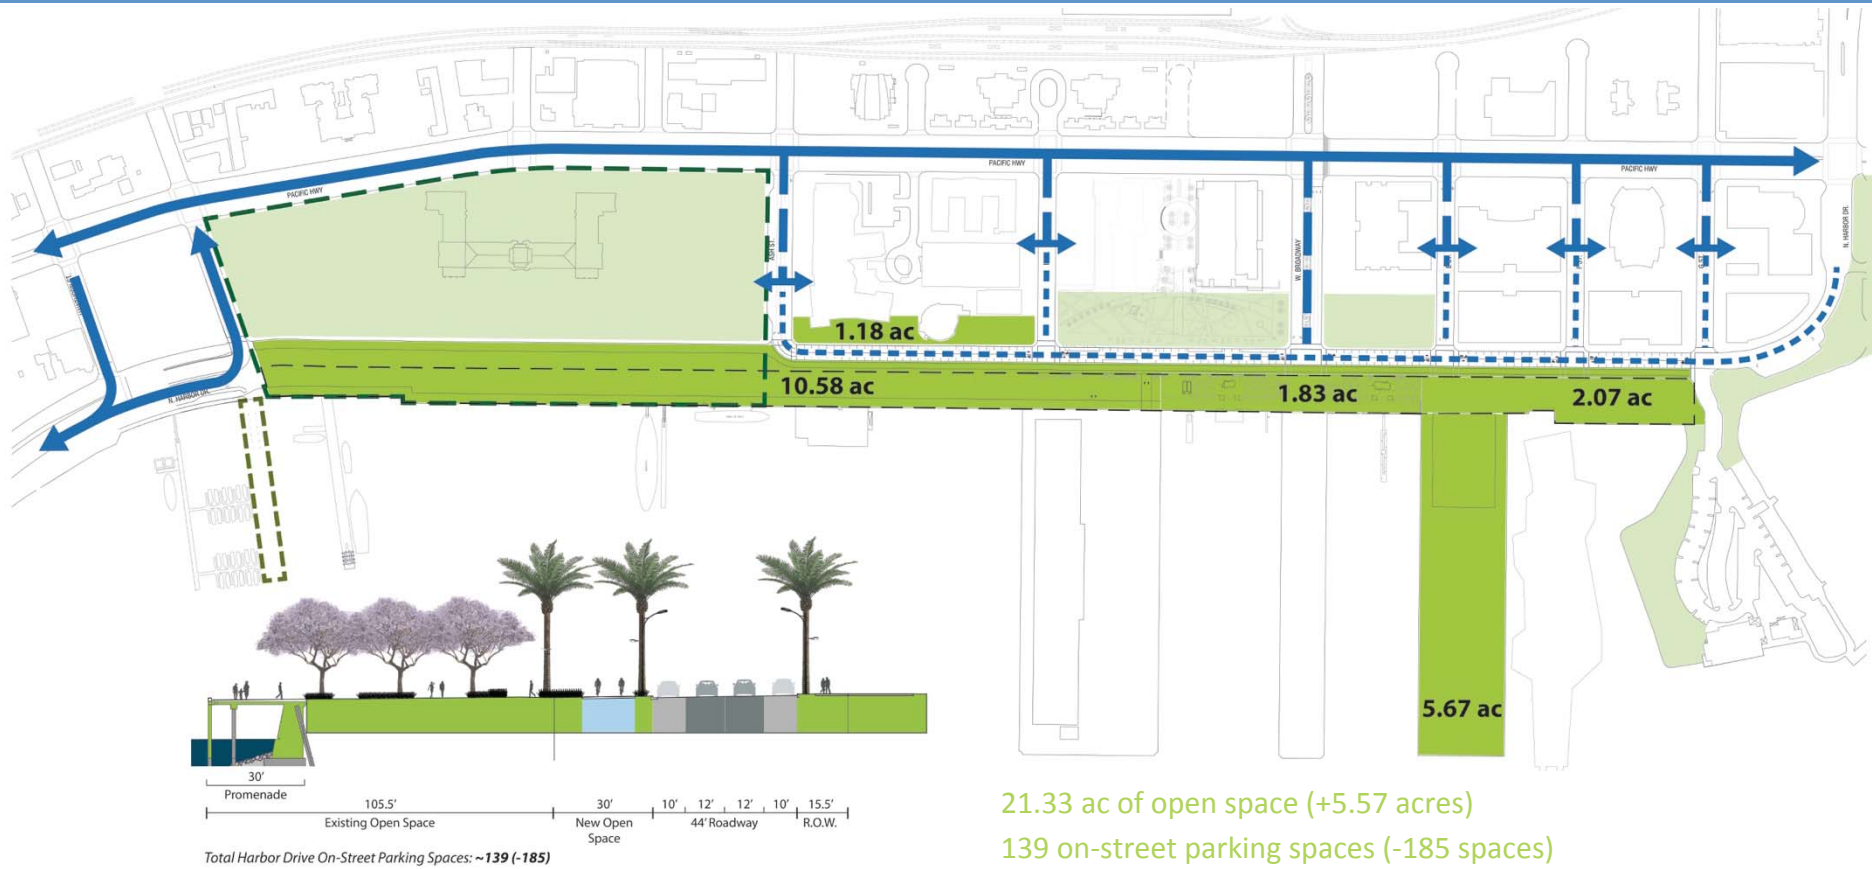 PACIFIC HWY
PACIFIC HWY
PACIFIC HWY
ASH ST.
W. BROADWAY
G ST.
N. HARBOR DR.
N. HARBOR DR.
1.18 ac
10.58 ac
1.83 ac
2.07 ac
5.67 ac
30'
Promenade
105.5'
30'
10'
12'
12'
10'
15.5'
Existing Open Space
New Open
Space
44' Roadway
R.O.W.
Total Harbor Drive On-Street Parking Spaces: ~139 (-185)
21.33 ac of open space (+5.57 acres)
139 on-street parking spaces (-185 spaces)